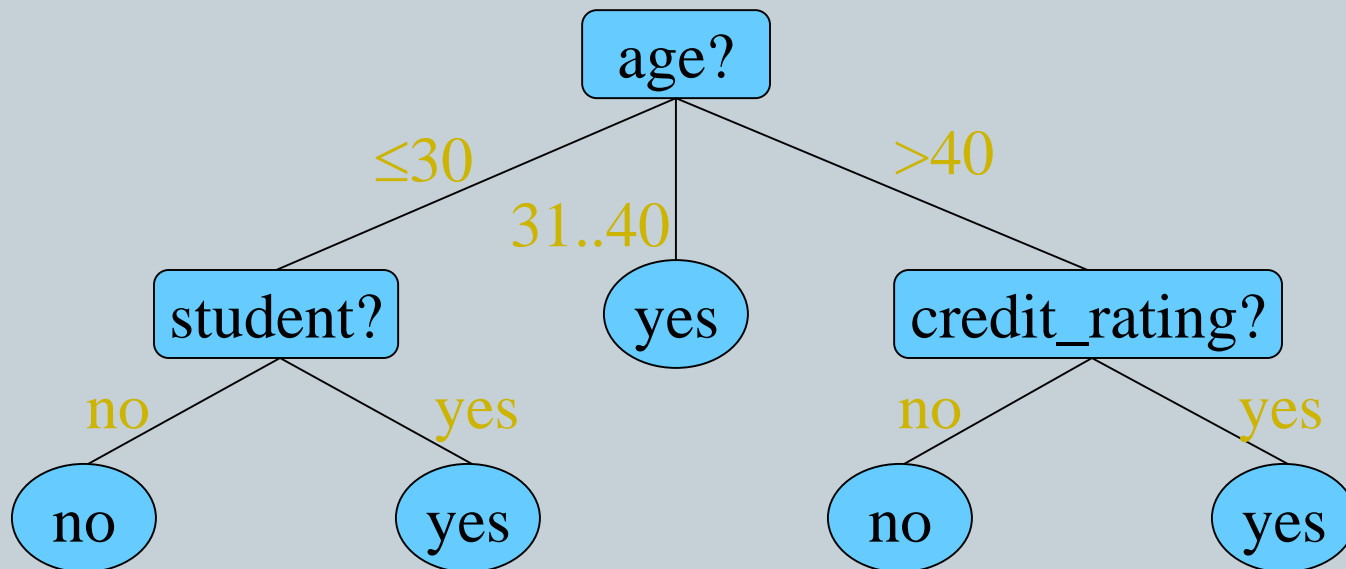 age?
≤30
>40
31..40
student?
yes
credit_rating?
no
yes
no
yes
no
yes
no
yes